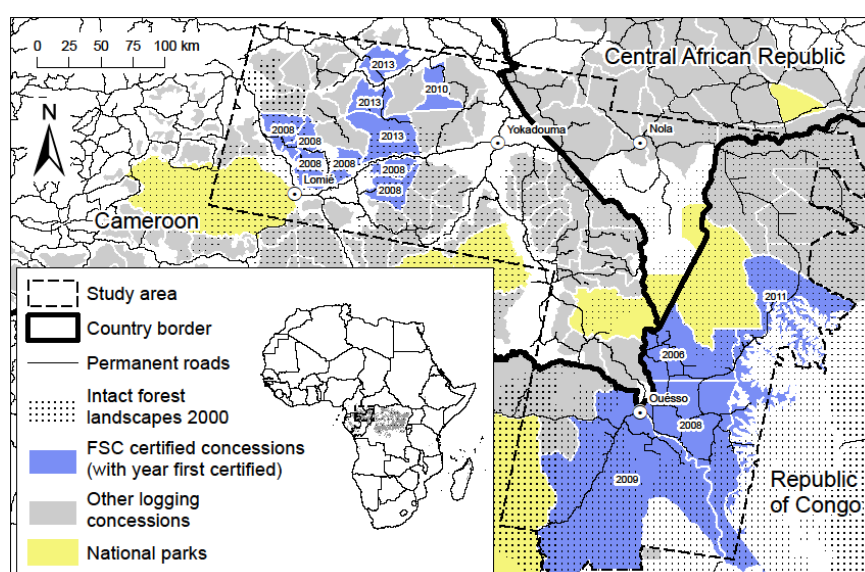 0 25 50 75 100 km
Central African Republic
2013
2013
2010
N
2008
2008
2013
Yokadouma
Nola
2008
2008
2008
Lomié
2008
Cameroon
Study area
Country border
Permanent roads
Intact forest
landscapes 2000
FSC certified concessions
(with year first certified)
Other logging
concessions
National parks
2011
2006
Ouésso
2008
2009
Republic
of Congo